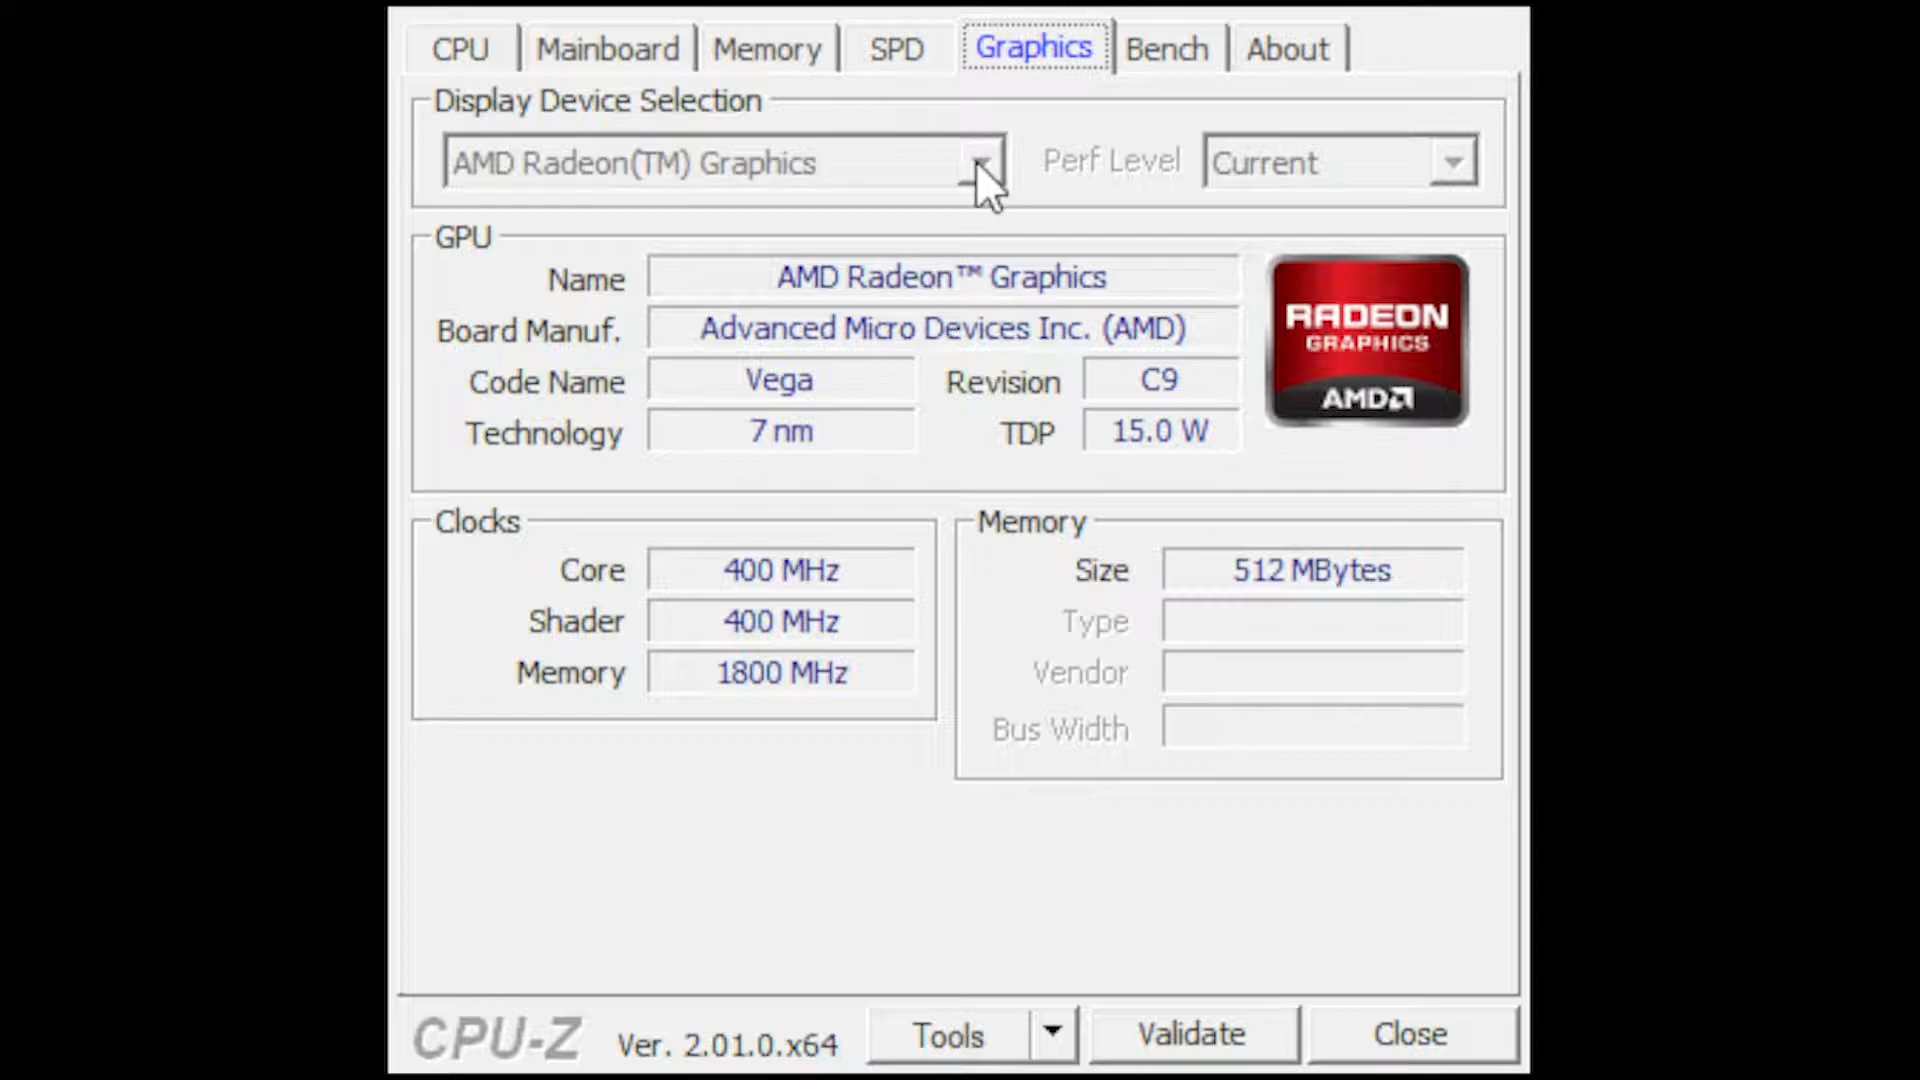 CPU Mainboard Memory SPD Graphics Bench About
Display Device Selection
AMD Radeon(TM) Graphics Perf Level Current
GPU
Name AMD Radeon™ Graphics
Board Manuf. Advanced Micro Devices Inc. (AMD)
Code Name Vega Revision C9
Technology 7 nm TDP 15.0 W
RADEON
GRAPHICS
AMD
Clocks
Core 400 MHz
Shader 400 MHz
Memory 1800 MHz
Memory
Size 512 MBytes
Type
Vendor
Bus Width
CPU-Z Ver. 2.01.0.x64 Tools Validate Close